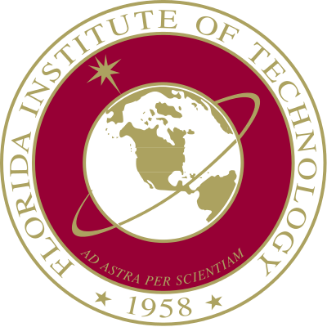 FLORIDA INSTITUTE OF TECHNOLOGY
AD ASTRA PER SCIENTIAM
1958